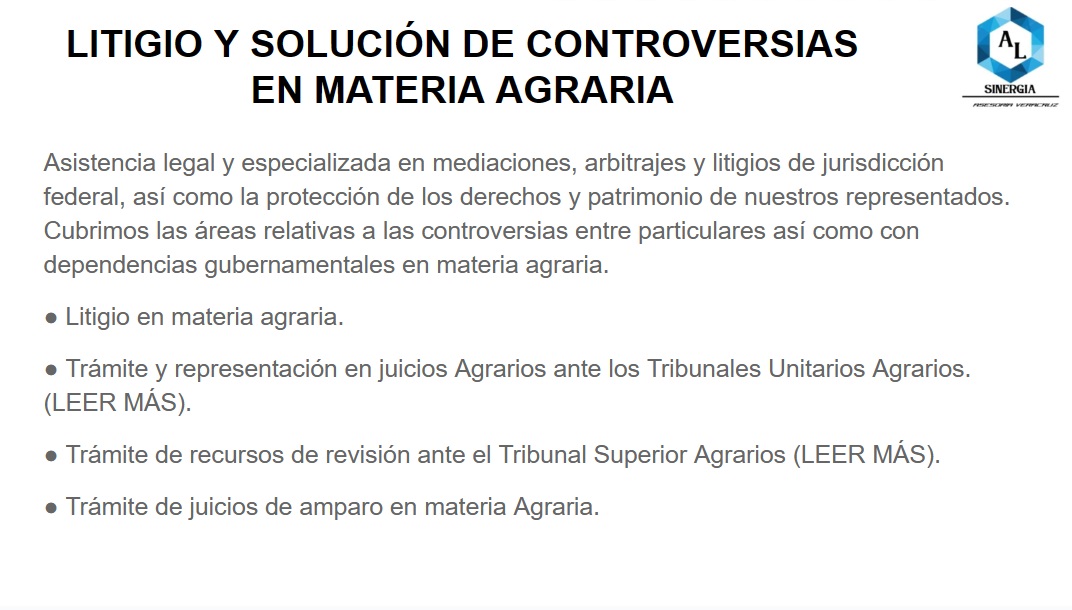 LITIGIO Y SOLUCIÓN DE CONTROVERSIAS
EN MATERIA AGRARIA
AL
SINERGIA
ASESORIA VERACRUZ
Asistencia legal y especializada en mediaciones, arbitrajes y litigios de jurisdicción
federal, así como la protección de los derechos y patrimonio de nuestros representados.
Cubrimos las áreas relativas a las controversias entre particulares así como con
dependencias gubernamentales en materia agraria.
● Litigio en materia agraria.
● Trámite y representación en juicios Agrarios ante los Tribunales Unitarios Agrarios.
(LEER MÁS).
● Trámite de recursos de revisión ante el Tribunal Superior Agrarios (LEER MÁS).
● Trámite de juicios de amparo en materia Agraria.